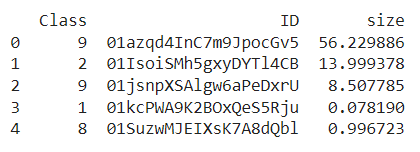 Class ID size
0 9 01azqd4InC7m9JpocGv5 56.229886
1 2 01IsoiSMh5gxyDYTl4CB 13.999378
2 9 01jsnpXSAlgw6aPeDxrU 8.507785
3 1 01kcPWA9K2BOxQeS5Rju 0.078190
4 8 01SuzwMJEIXsK7A8dQbl 0.996723